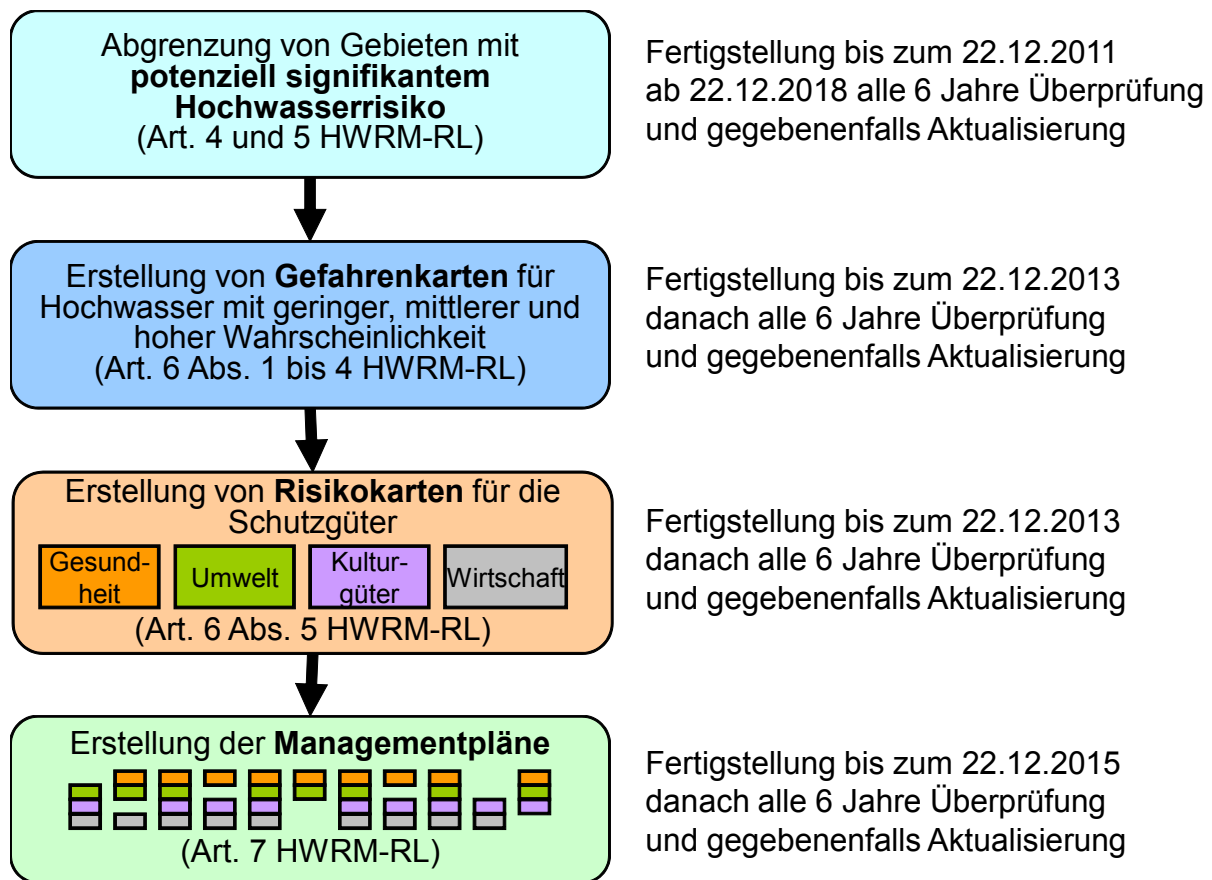 Abgrenzung von Gebieten mit
potenziell signifikantem
Hochwasserrisiko
(Art. 4 und 5 HWRM-RL)
Fertigstellung bis zum 22.12.2011
ab 22.12.2018 alle 6 Jahre Überprüfung
und gegebenenfalls Aktualisierung
Erstellung von Gefahrenkarten für
Hochwasser mit geringer, mittlerer und
hoher Wahrscheinlichkeit
(Art. 6 Abs. 1 bis 4 HWRM-RL)
Fertigstellung bis zum 22.12.2013
danach alle 6 Jahre Überprüfung
und gegebenenfalls Aktualisierung
Erstellung von Risikokarten für die
Schutzgüter
Gesund-
heit
Umwelt
Kultur-
güter
Wirtschaft
(Art. 6 Abs. 5 HWRM-RL)
Fertigstellung bis zum 22.12.2013
danach alle 6 Jahre Überprüfung
und gegebenenfalls Aktualisierung
Erstellung der Managementpläne
(Art. 7 HWRM-RL)
Fertigstellung bis zum 22.12.2015
danach alle 6 Jahre Überprüfung
und gegebenenfalls Aktualisierung